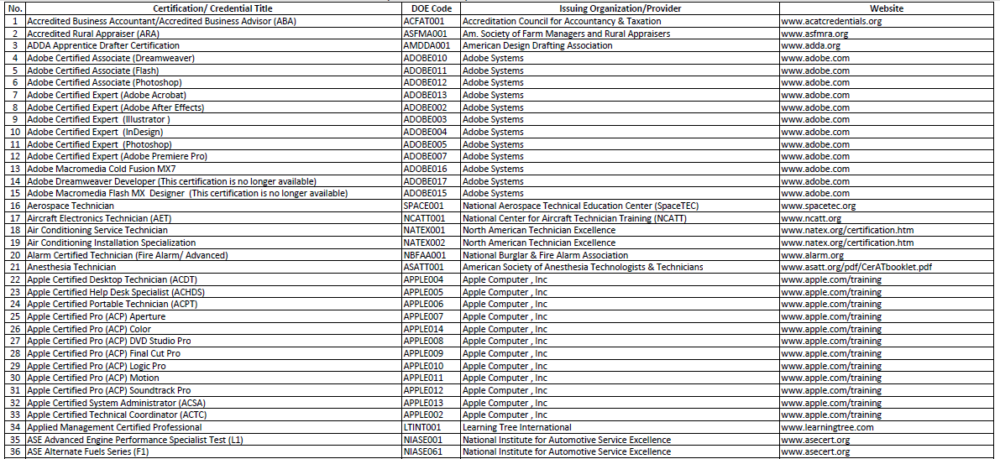 No. Certification/ Credential Title DOE Code Issuing Organization/Provider Website
1 Accredited Business Accountant/Accredited Business Advisor (ABA) ACFAT001 Accreditation Council for Accountancy & Taxation www.acatcredentials.org
2 Accredited Rural Appraiser (ARA) ASFMA001 Am. Society of Farm Managers and Rural Appraisers www.asfmra.org
3 ADDA Apprentice Drafter Certification AMDDA001 American Design Drafting Association www.adda.org
4 Adobe Certified Associate (Dreamweaver) ADOBE010 Adobe Systems www.adobe.com
5 Adobe Certified Associate (Flash) ADOBE011 Adobe Systems www.adobe.com
6 Adobe Certified Associate (Photoshop) ADOBE012 Adobe Systems www.adobe.com
7 Adobe Certified Expert (Adobe Acrobat) ADOBE013 Adobe Systems www.adobe.com
8 Adobe Certified Expert (Adobe After Effects) ADOBE002 Adobe Systems www.adobe.com
9 Adobe Certified Expert (Illustrator ) ADOBE003 Adobe Systems www.adobe.com
10 Adobe Certified Expert (InDesign) ADOBE004 Adobe Systems www.adobe.com
11 Adobe Certified Expert (Photoshop) ADOBE005 Adobe Systems www.adobe.com
12 Adobe Certified Expert (Adobe Premiere Pro) ADOBE007 Adobe Systems www.adobe.com
13 Adobe Macromedia Cold Fusion MX7 ADOBE016 Adobe Systems www.adobe.com
14 Adobe Dreamweaver Developer (This certification is no longer available) ADOBE017 Adobe Systems www.adobe.com
15 Adobe Macromedia Flash MX Designer (This certification is no longer available) ADOBE015 Adobe Systems www.adobe.com
16 Aerospace Technician SPACE001 National Aerospace Technical Education Center (SpaceTEC) www.spacetec.org
17 Aircraft Electronics Technician (AET) NCATT001 National Center for Aircraft Technician Training (NCATT) www.ncatt.org
18 Air Conditioning Service Technician NATEX001 North American Technician Excellence www.natex.org/certification.htm
19 Air Conditioning Installation Specialization NATEX002 North American Technician Excellence www.natex.org/certification.htm
20 Alarm Certified Technician (Fire Alarm/ Advanced) NBFAA001 National Burglar & Fire Alarm Association www.alarm.org
21 Anesthesia Technician ASATT001 American Society of Anesthesia Technologists & Technicians www.asatt.org/pdf/CerATbooklet.pdf
22 Apple Certified Desktop Technician (ACDT) APPLE004 Apple Computer , Inc www.apple.com/training
23 Apple Certified Help Desk Specialist (ACHDS) APPLE005 Apple Computer , Inc www.apple.com/training
24 Apple Certified Portable Technician (ACPT) APPLE006 Apple Computer , Inc www.apple.com/training
25 Apple Certified Pro (ACP) Aperture APPLE007 Apple Computer , Inc www.apple.com/training
26 Apple Certified Pro (ACP) Color APPLE014 Apple Computer , Inc www.apple.com/training
27 Apple Certified Pro (ACP) DVD Studio Pro APPLE008 Apple Computer , Inc www.apple.com/training
28 Apple Certified Pro (ACP) Final Cut Pro APPLE009 Apple Computer , Inc www.apple.com/training
29 Apple Certified Pro (ACP) Logic Pro APPLE010 Apple Computer , Inc www.apple.com/training
30 Apple Certified Pro (ACP) Motion APPLE011 Apple Computer , Inc www.apple.com/training
31 Apple Certified Pro (ACP) Soundtrack Pro APPLE012 Apple Computer , Inc www.apple.com/training
32 Apple Certified System Administrator (ACSA) APPLE013 Apple Computer , Inc www.apple.com/training
33 Apple Certified Technical Coordinator (ACTC) APPLE002 Apple Computer , Inc www.apple.com/training
34 Applied Management Certified Professional LTINT001 Learning Tree International www.learningtree.com
35 ASE Advanced Engine Performance Specialist Test (L1) NIASE001 National Institute for Automotive Service Excellence www.asecert.org
36 ASE Alternate Fuels Series (F1) NIASE061 National Institute for Automotive Service Excellence www.asecert.org